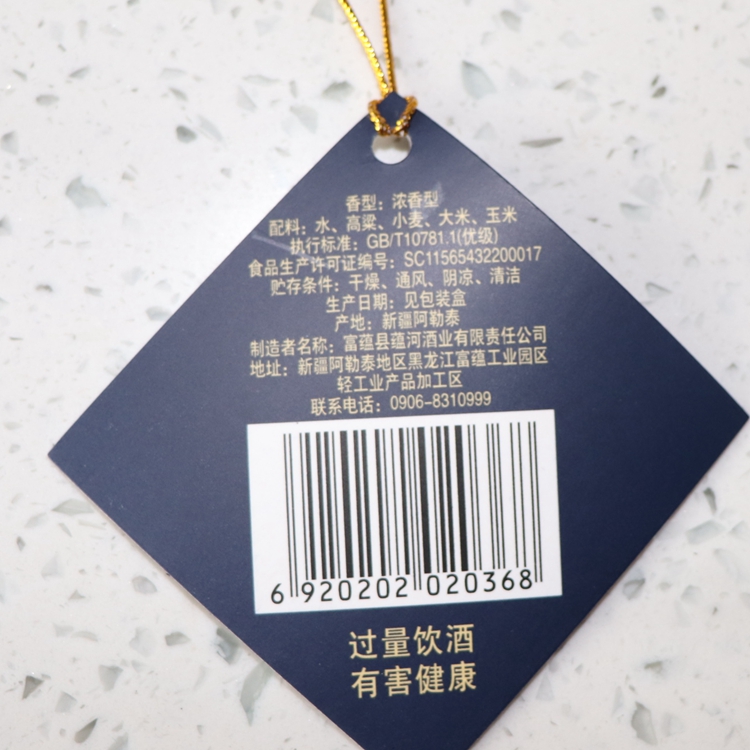 香型：浓香型
配料：水、高粱、小麦、大米、玉米
执行标准：GB/T10781.1(优级)
食品生产许可证编号：SC11565432200017
贮存条件：干燥、通风、阴凉、清洁
生产日期：见包装盒
产地：新疆阿勒泰
制造者名称：富蕴县蕴河酒业有限责任公司
地址：新疆阿勒泰地区黑龙江富蕴工业园区
轻工业产品加工区
联系电话：0906-8310999
6 920202 020368
过量饮酒
有害健康